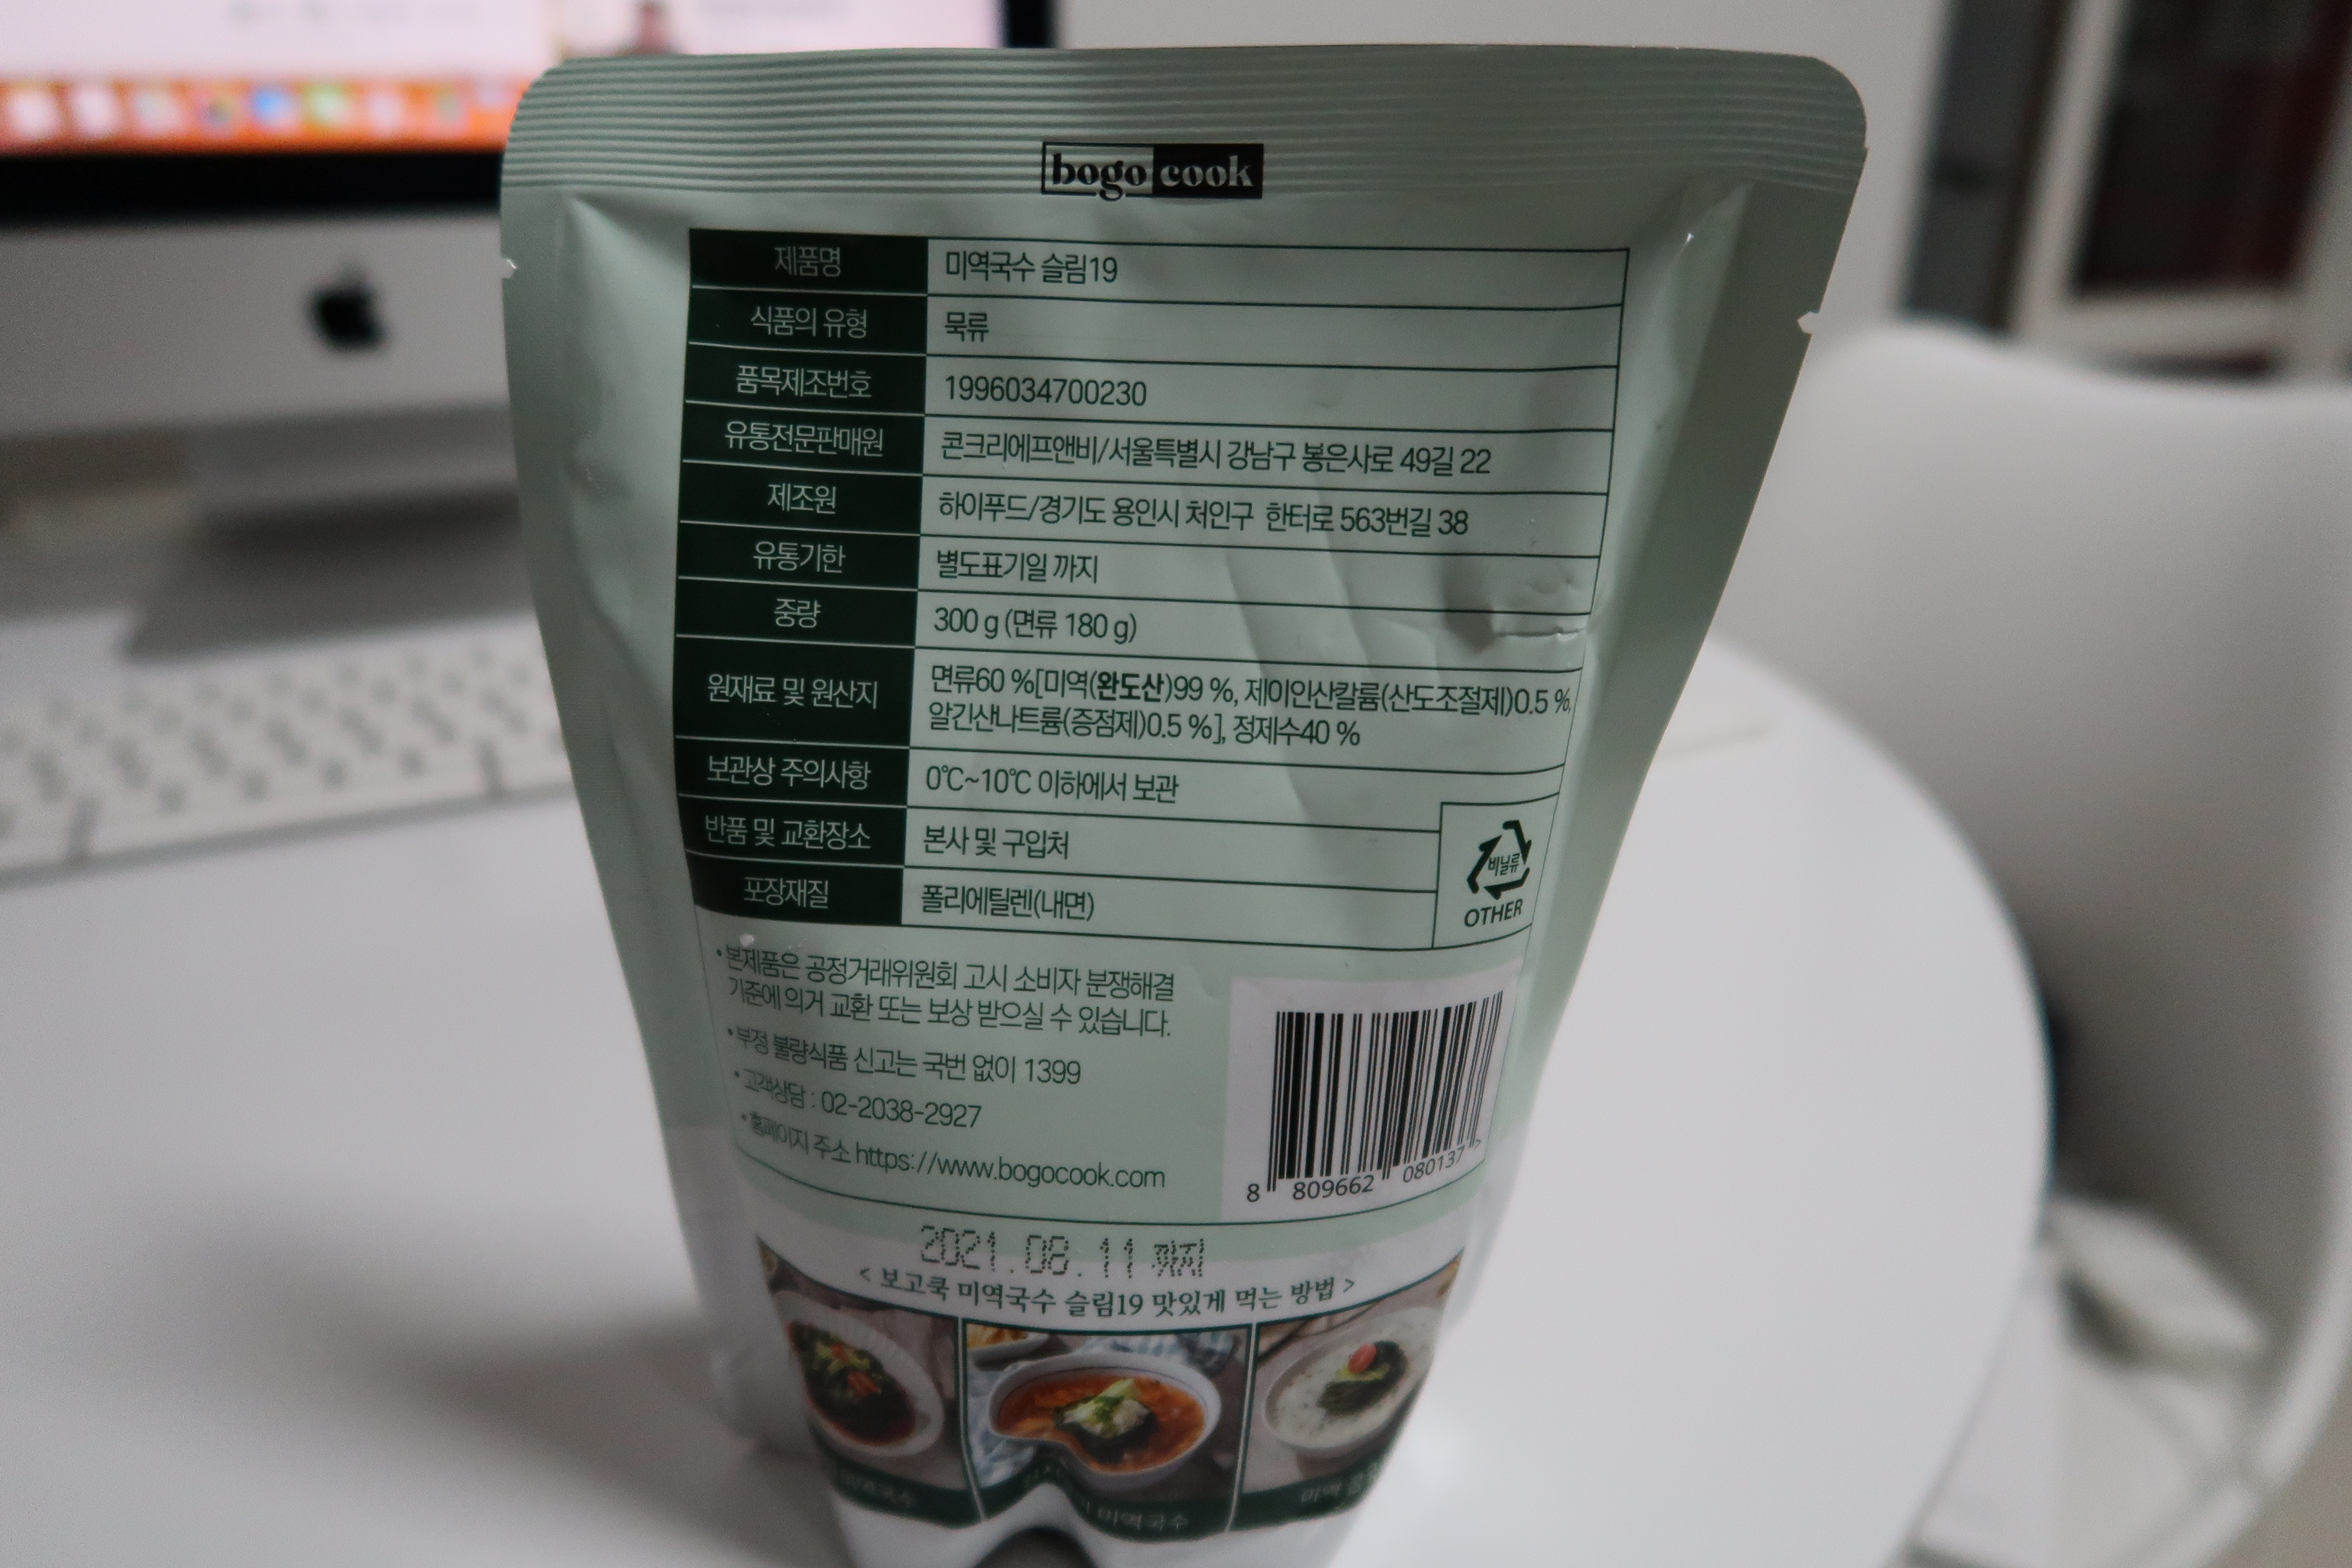 bogo cook
제품명 미역국수 슬림19
식품의 유형 묵류
품목제조번호 1996034700230
유통전문판매원 콘크리에프앤비/서울특별시 강남구 봉은사로 49길 22
제조원 하이푸드/경기도 용인시 처인구 한터로 563번길 38
유통기한 별도표기일 까지
중량 300 g (면류 180 g)
원재료 및 원산지 면류60 %[미역(완도산)99 %, 제이인산칼륨(산도조절제)0.5 %,
알긴산나트륨(증점제)0.5 %], 정제수40 %
보관상 주의사항 0℃~10℃ 이하에서 보관
반품 및 교환장소 본사 및 구입처
포장재질 폴리에틸렌(내면)
비닐류
OTHER
•본제품은 공정거래위원회 고시 소비자 분쟁해결
기준에 의거 교환 또는 보상 받으실 수 있습니다.
•부정 불량식품 신고는 국번 없이 1399
•고객상담 : 02-2038-2927
•홈페이지 주소 https://www.bogocook.com
8 809662 080137 >
2021.08.11 까지
< 보고쿡 미역국수 슬림19 맛있게 먹는 방법 >
미역국수
미역